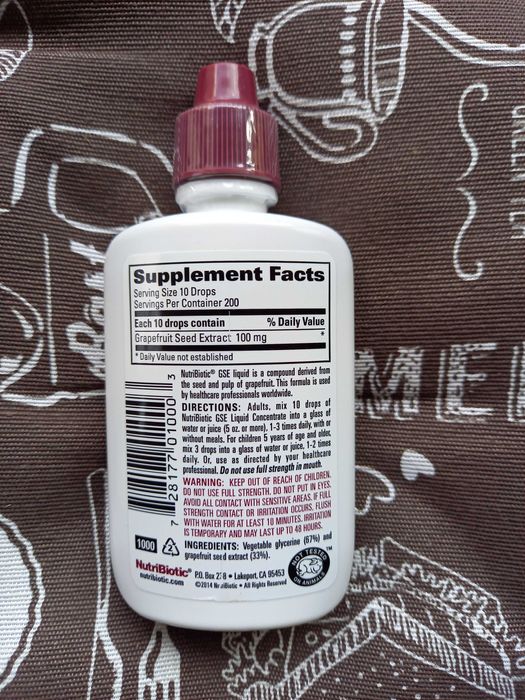 Supplement Facts
Serving Size 10 Drops
Servings Per Container 200
Each 10 drops contain % Daily Value
Grapefruit Seed Extract 100 mg *
* Daily Value not established
NutriBiotic® GSE liquid is a compound derived from
the seed and pulp of grapefruit. This formula is used
by healthcare professionals worldwide.
DIRECTIONS: Adults, mix 10 drops of
NutriBiotic GSE Liquid Concentrate into a glass of
water or juice (5 oz. or more), 1-3 times daily, with or
without meals. For children 5 years of age and older,
mix 3 drops into a glass of water or juice. 1-2 times
daily. Or, use as directed by your healthcare
professional. Do not use full strength in mouth.
WARNING: KEEP OUT OF REACH OF CHILDREN.
DO NOT USE FULL STRENGTH. DO NOT PUT IN EYES.
AVOID ALL CONTACT WITH SENSITIVE AREAS. IF FULL
STRENGTH CONTACT OR IRRITATION OCCURS, FLUSH
WITH WATER FOR AT LEAST 10 MINUTES. IRRITATION
IS TEMPORARY AND MAY LAST UP TO 48 HOURS.
INGREDIENTS: Vegetable glycerine (67%) and
grapefruit seed extract (33%).
7 28177 01000 3
1000 2
NutriBiotic®
nutribiotic.com
P.O. Box 238 • Lakeport, CA 95453
©2014 NutriBiotic • All Rights Reserved
NOT TESTED ON ANIMALS ™
MEL